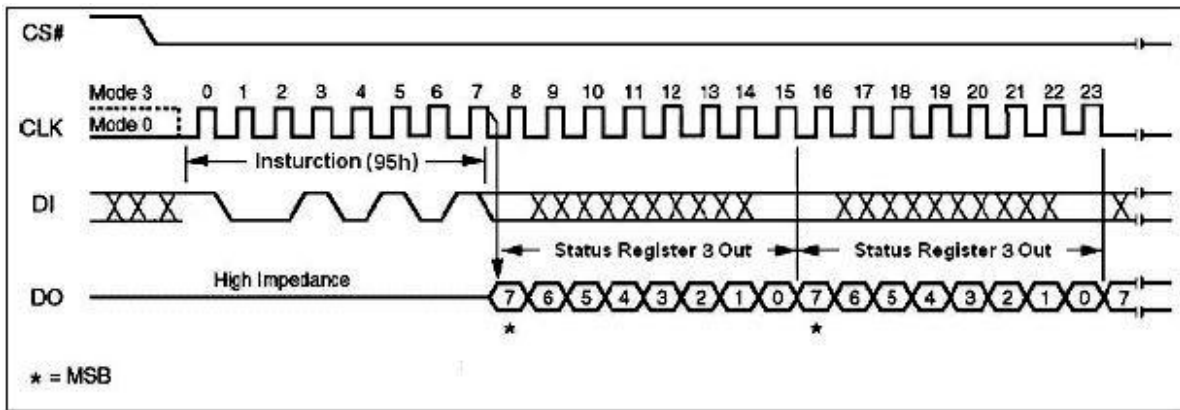 CS#
Mode 3 0 1 2 3 4 5 6 7 8 9 10 11 12 13 14 15 16 17 18 19 20 21 22 23
CLK Mode 0
Insturction (95h)
DI
Status Register 3 Out Status Register 3 Out
High Impedance
DO 7 6 5 4 3 2 1 0 7 6 5 4 3 2 1 0 7
* *
* = MSB